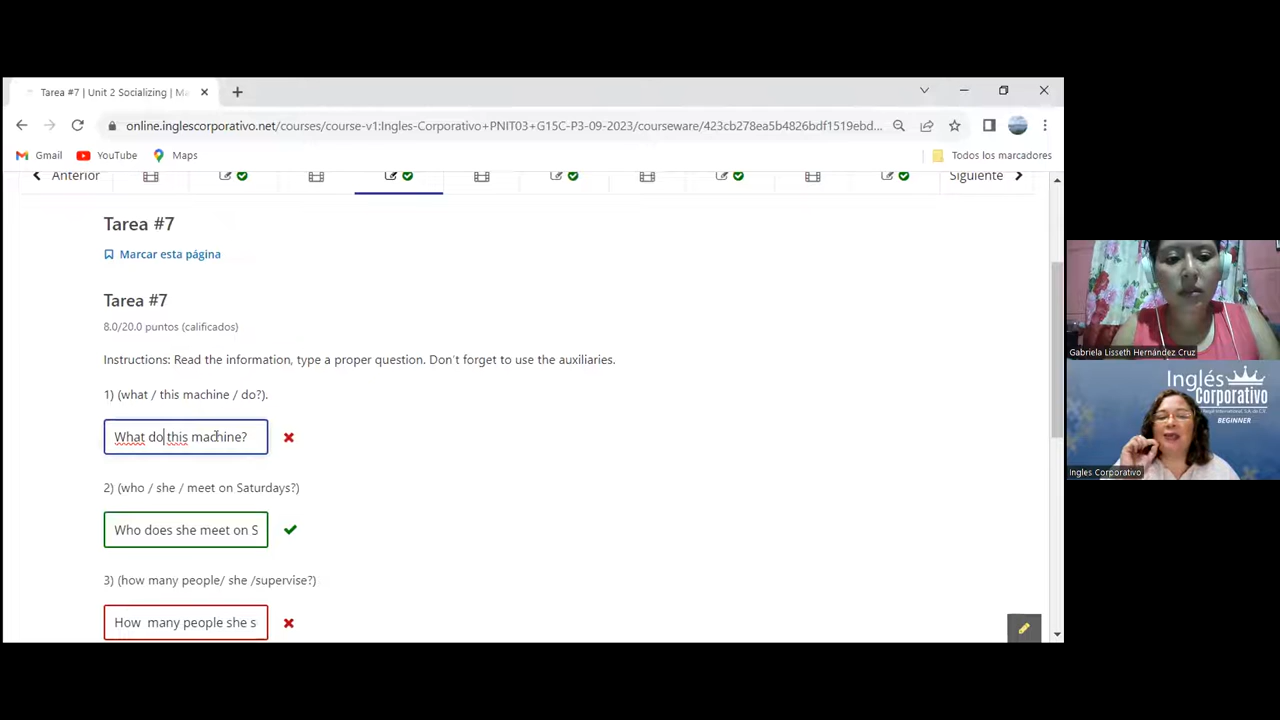 Tarea #7 | Unit 2 Socializing | Ma
online.inglescorporativo.net/courses/course-v1:Ingles-Corporativo+PNIT03+G15C-P3-09-2023/courseware/423cb278ea5b4826bdf1519ebd...
Gmail YouTube Maps Todos los marcadores
Anterior Siguiente
Tarea #7
Marcar esta página
Tarea #7
8.0/20.0 puntos (calificados)
Instructions: Read the information, type a proper question. Don't forget to use the auxiliaries.
1) (what / this machine / do?).
What do this machine?
2) (who / she / meet on Saturdays?)
Who does she meet on S
3) (how many people/ she /supervise?)
How many people she s
Gabriela Lisseth Hernández Cruz
Inglés
Corporativo
BEGINNER
Ingles Corporativo